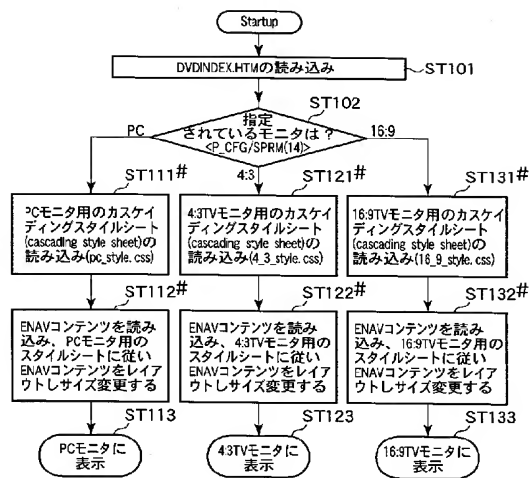 Startup
DVDINDEX.HTMの読み込み
ST101
ST102
指定
されているモニタは?
<P_CFG/SPRM(14)>
PC
4:3
16:9
ST111#
PCモニタ用のカスケイ
ディングスタイルシート
(cascading style sheet)の
読み込み(pc_style.css)
ST121#
4:3TVモニタ用のカスケイ
ディングスタイルシート
(cascading style sheet)の
読み込み(4_3_style.css)
ST131#
16:9TVモニタ用のカスケイ
ディングスタイルシート
(cascading style sheet)の
読み込み(16_9_style.css)
ST112#
ENAVコンテンツを読み
込み、PCモニタ用の
スタイルシートに従い
ENAVコンテンツをレイア
ウトしサイズ変更する
ST122#
ENAVコンテンツを読み
込み、4:3TVモニタ用の
スタイルシートに従い
ENAVコンテンツをレイア
ウトしサイズ変更する
ST132#
ENAVコンテンツを読み
込み、16:9TVモニタ用の
スタイルシートに従い
ENAVコンテンツをレイア
ウトしサイズ変更する
ST113
PCモニタに
表示
ST123
4:3TVモニタに
表示
ST133
16:9TVモニタに
表示